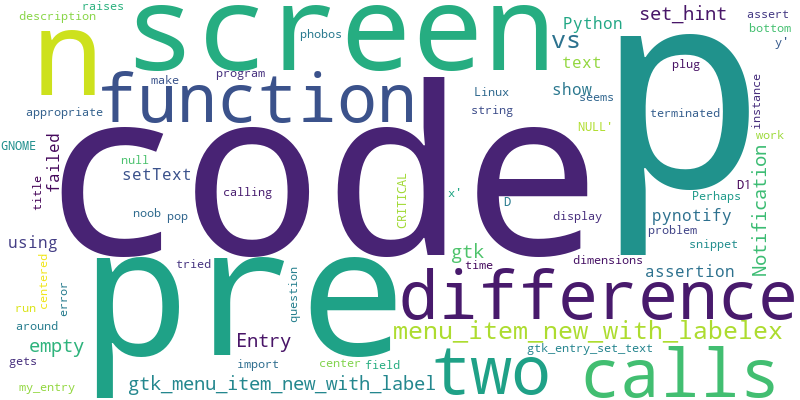 description
raises
n
screen
phobos
Python
set_hint
assert
bottom
vs
y'
make
program
text
plug
appropriate
function
Linux
string
show
seems
terminated
instance
p
GNOME
failed
null
code
NULL'
work
title
setText
calling
CRITICAL
x'
D
D1
Perhaps
noob
pop
display
pynotify
Notification
using
problem
snippet
centered
error
tried
pre
question
time
gtk
dimensions
assertion
run
difference
around
empty
Entry
menu_item_new_with_labelex
gets
import
center
field
gtk_entry_set_text
my_entry
gtk_menu_item_new_with_label
two
calls